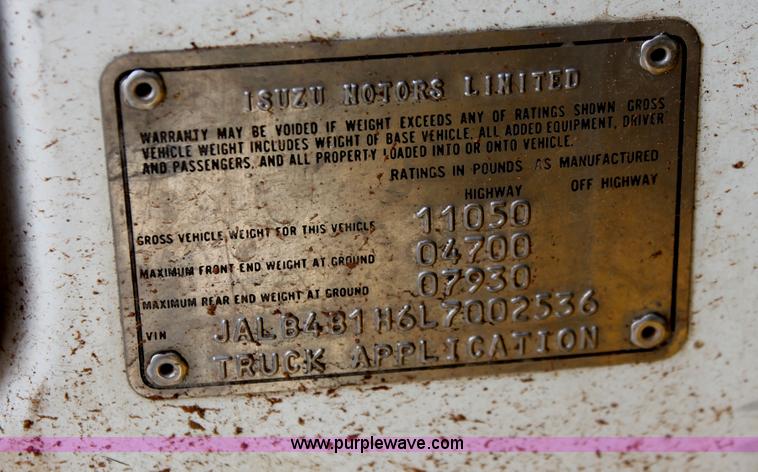 ISUZU MOTORS LIMITED
WARRANTY MAY BE VOIDED IF WEIGHT EXCEEDS ANY OF RATINGS SHOWN GROSS
VEHICLE WEIGHT INCLUDES WEIGHT OF BASE VEHICLE, ALL ADDED EQUIPMENT, DRIVER
AND PASSENGERS, AND ALL PROPERTY LOADED INTO OR ONTO VEHICLE.
RATINGS IN POUNDS AS MANUFACTURED
HIGHWAY OFF HIGHWAY
GROSS VEHICLE WEIGHT FOR THIS VEHICLE 11050
MAXIMUM FRONT END WEIGHT AT GROUND 04700
MAXIMUM REAR END WEIGHT AT GROUND 07930
VIN JALB4B1H6L7002536
TRUCK APPLICATION
www.purplewave.com